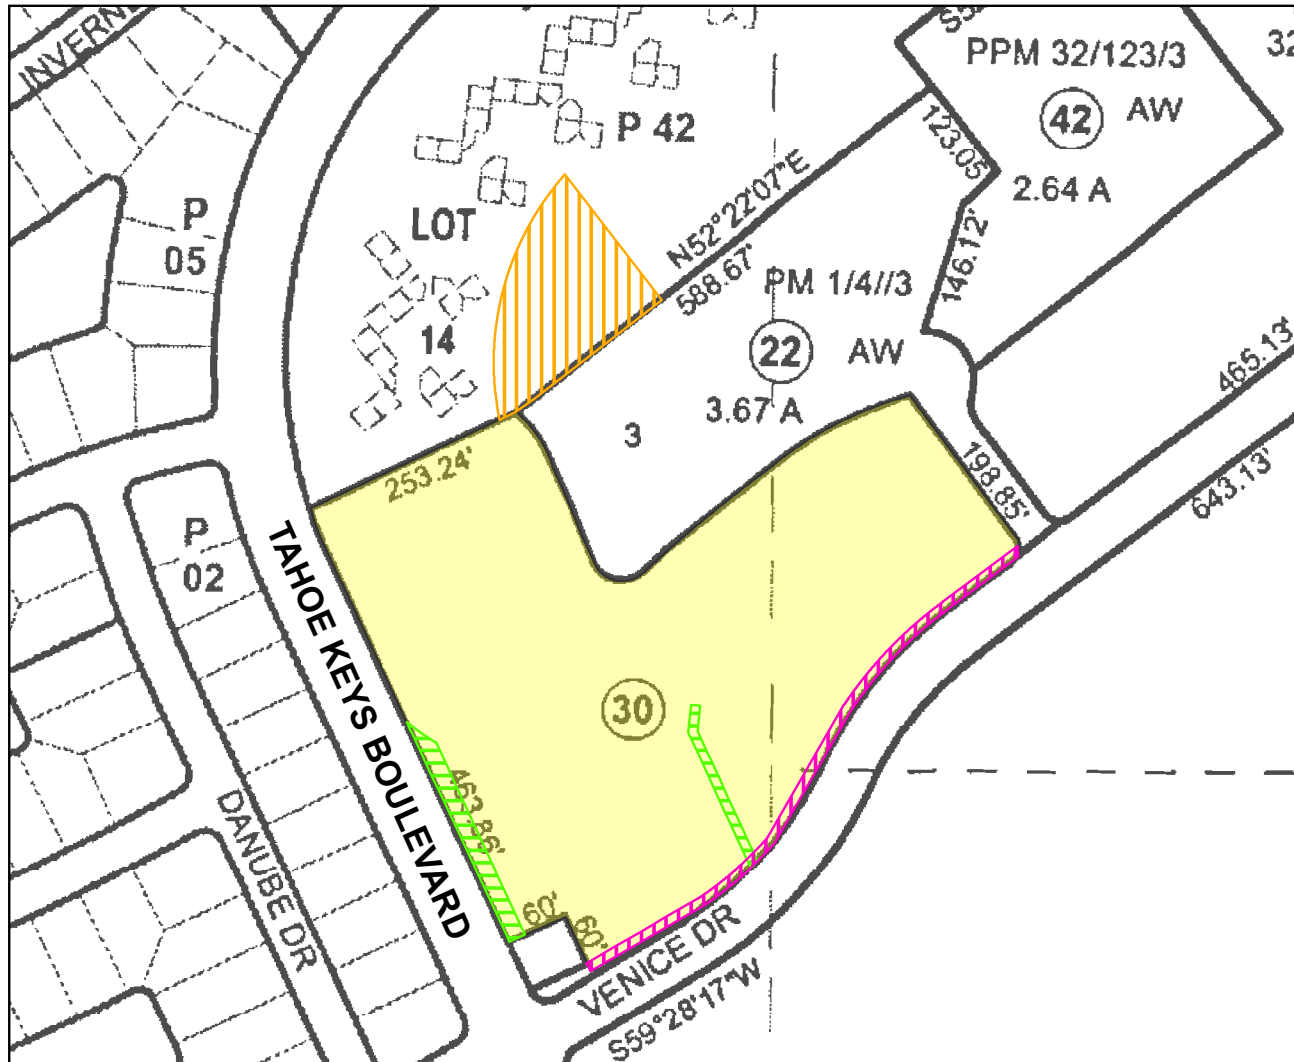 PPM 32/123/3
42
AW
2.64 A
123.05
P 42
N52°22'07"E
588.67'
146.12'
P
05
LOT
14
PM 1/4//3
22
AW
3.67 A
3
465.13'
643.13'
198.85'
253.24'
P
02
TAHOE KEYS BOULEVARD
30
463.86'
DANUBE DR
60'
60'
VENICE DR
S59°28'17"W